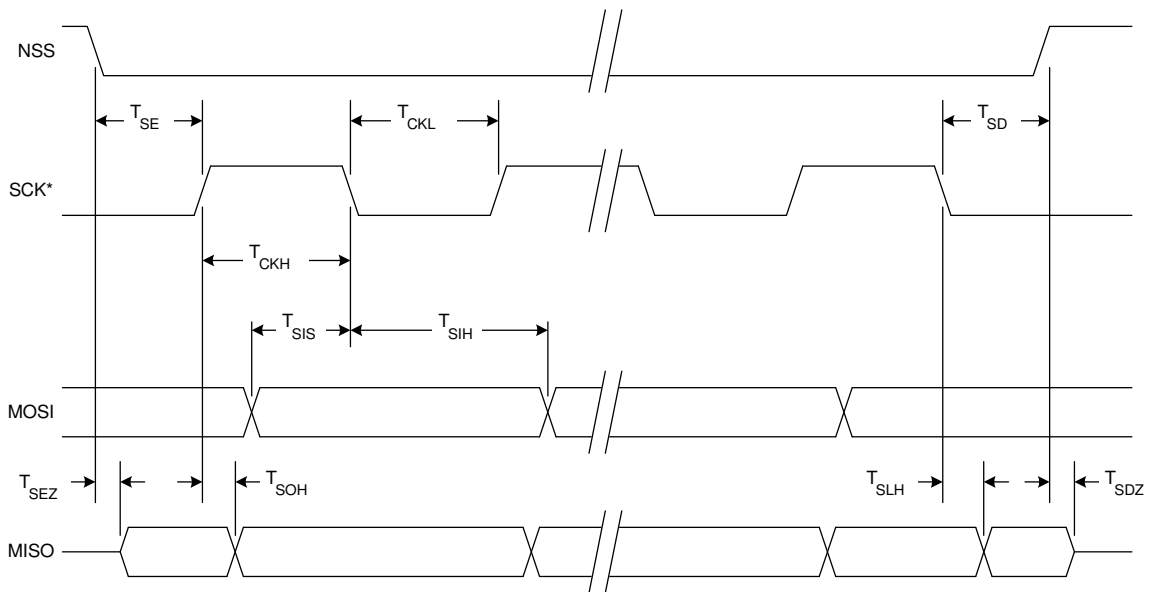 NSS
T_SE
T_CKL
T_SD
SCK*
T_CKH
T_SIS
T_SIH
MOSI
T_SEZ
T_SOH
T_SLH
T_SDZ
MISO